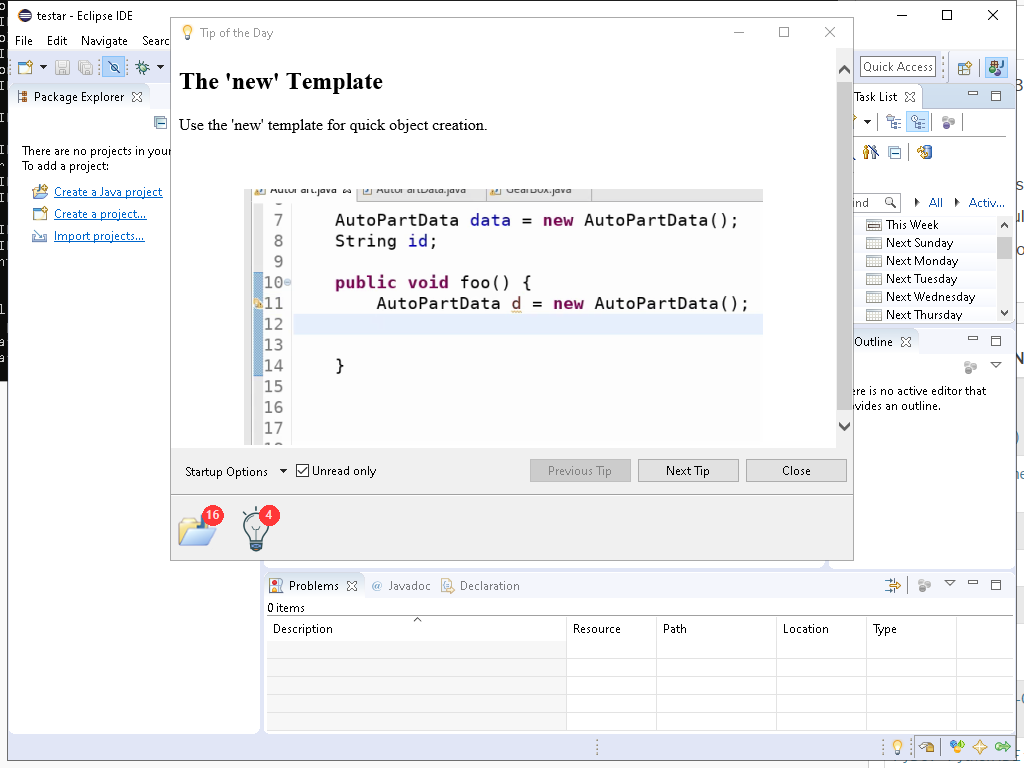 testar - Eclipse IDE
File Edit Navigate Searc
Tip of the Day
Quick Access
Package Explorer
There are no projects in your
To add a project:
Create a Java project
Create a project...
Import projects...
The 'new' Template
Use the 'new' template for quick object creation.
AutoPart.java AutoPartData.java GearBox.java
7 AutoPartData data = new AutoPartData();
8 String id;
9
10 public void foo() {
11 AutoPartData d = new AutoPartData();
12
13
14 }
15
16
17
18
Startup Options Unread only Previous Tip Next Tip Close
16 4
Task List
All Activ...
This Week
Next Sunday
Next Monday
Next Tuesday
Next Wednesday
Next Thursday
Outline
ere is no active editor that
vides an outline.
Problems @ Javadoc Declaration
0 items
Description Resource Path Location Type